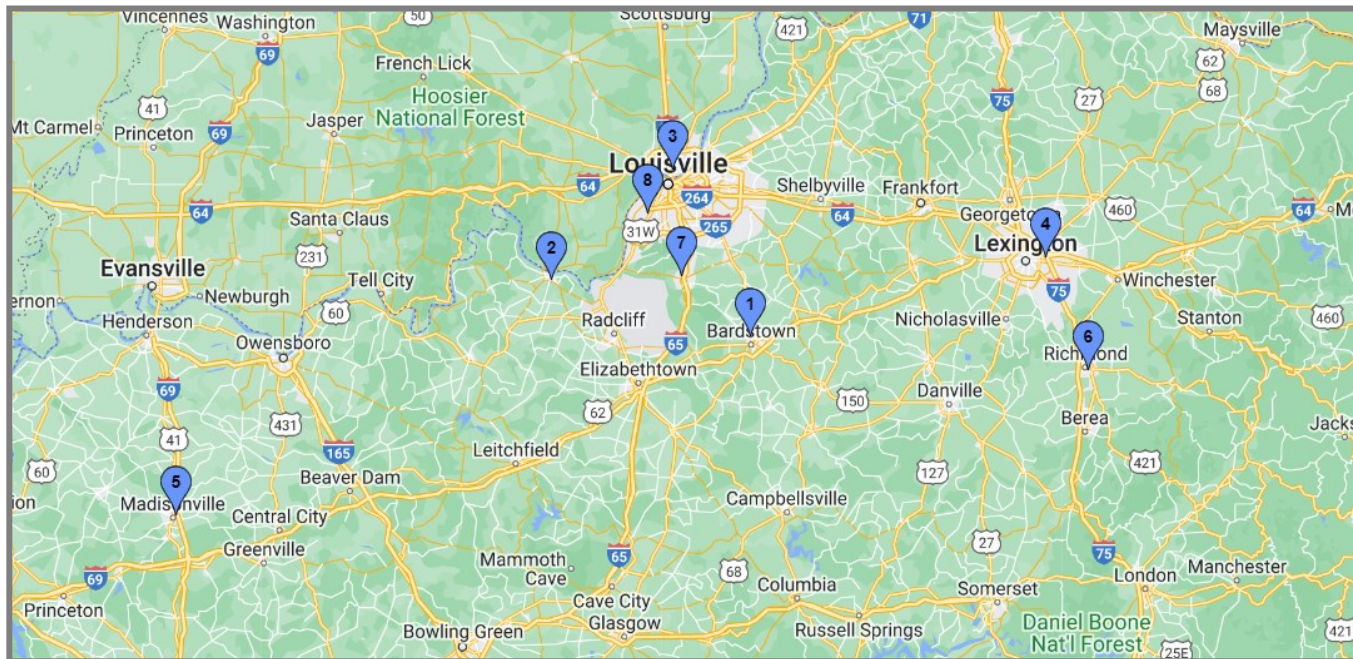 Vincennes
Washington
50
Scottsburg
71
421
Maysville
69
French Lick
62
75
27
68
Hoosier
National Forest
41
Mt Carmel
Princeton
69
Jasper
3
Louisville
8
64
264
Shelbyville
Frankfort
64
Georgeto
460
64
Santa Claus
31W
265
64
4
Lexington
2
7
231
Evansville
Tell City
Newburgh
60
75
Winchester
1
Henderson
Radcliff
Bardstown
Nicholasville
Stanton
460
Owensboro
65
6
Richmond
Elizabethtown
69
Danville
150
62
Berea
431
41
Leitchfield
421
Jacks
60
165
127
5
Beaver Dam
Campbellsville
Madisonville
Central City
27
Greenville
65
75
Mammoth
Cave
68
London
Manchester
69
Columbia
Somerset
Princeton
Cave City
Glasgow
Daniel Boone
Nat'l Forest
Bowling Green
Russell Springs
421
25E